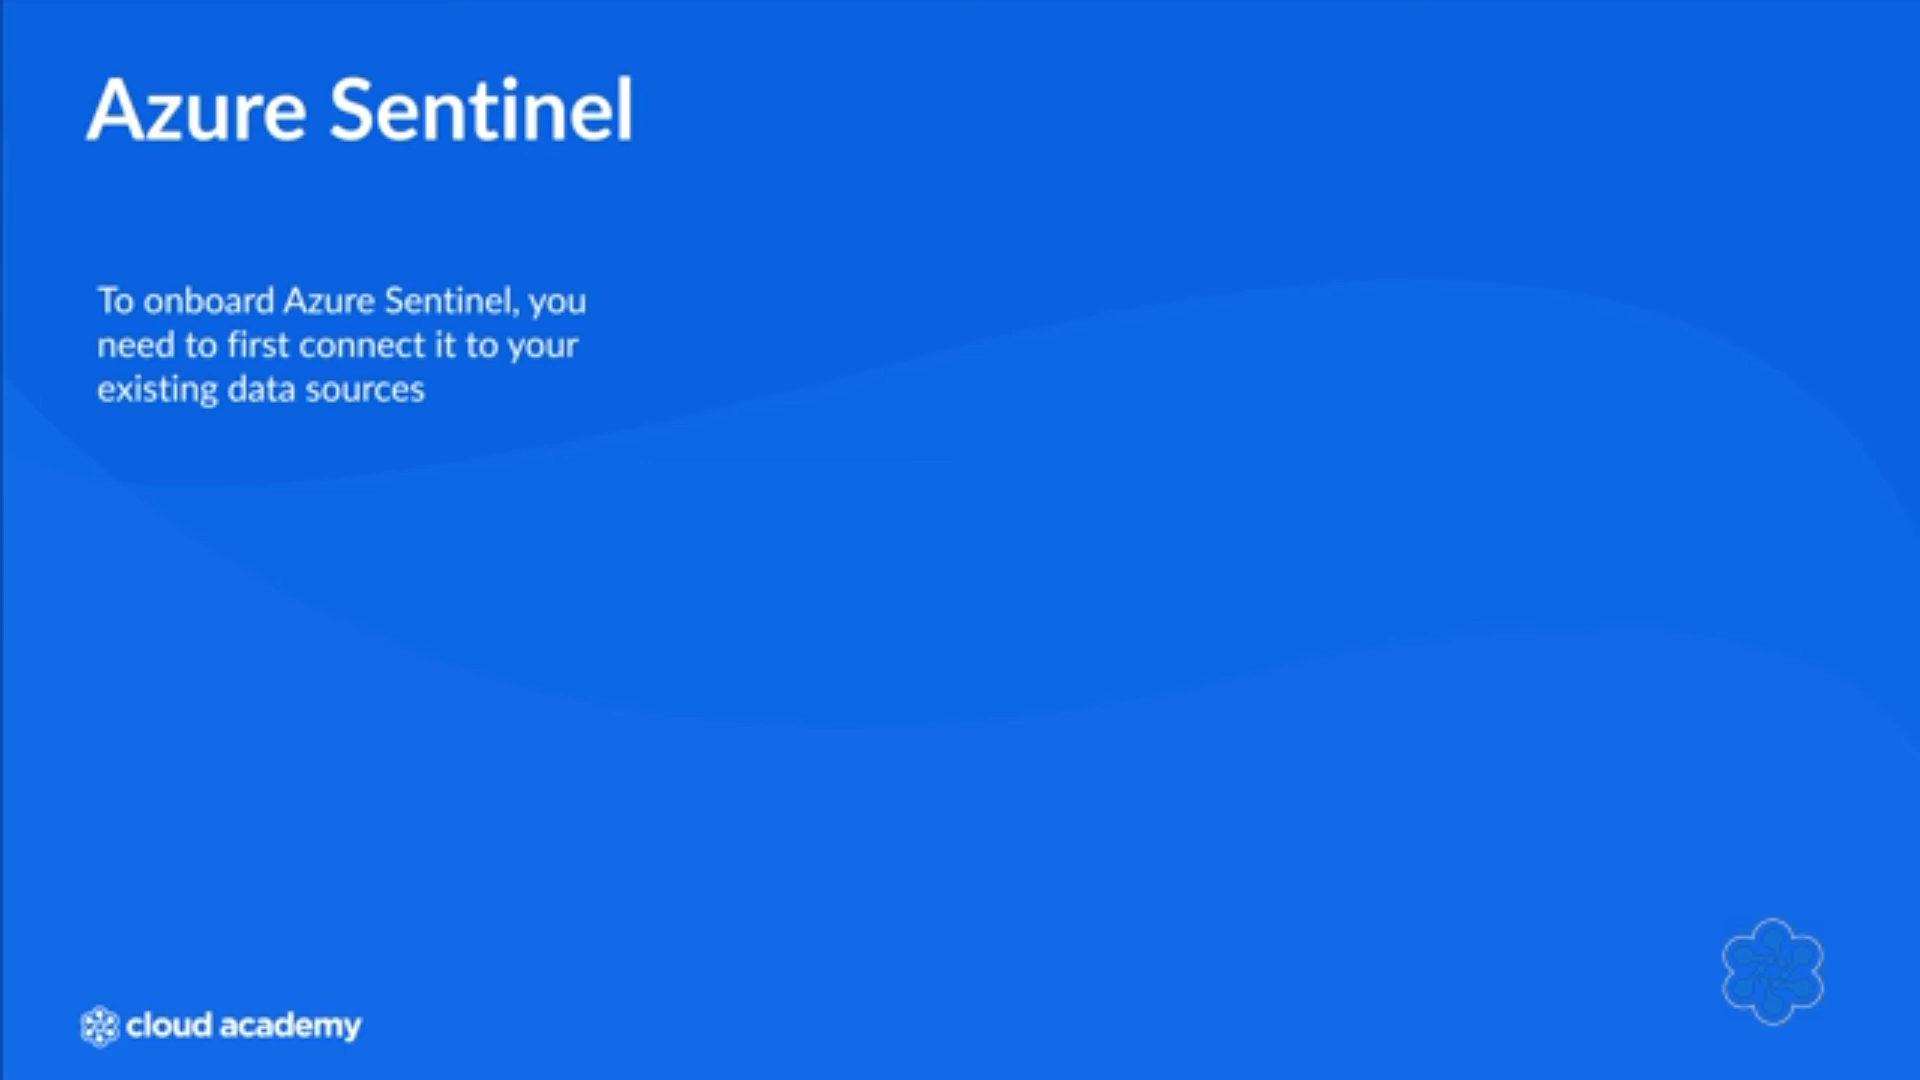 Azure Sentinel
To onboard Azure Sentinel, you
need to first connect it to your
existing data sources
cloud academy